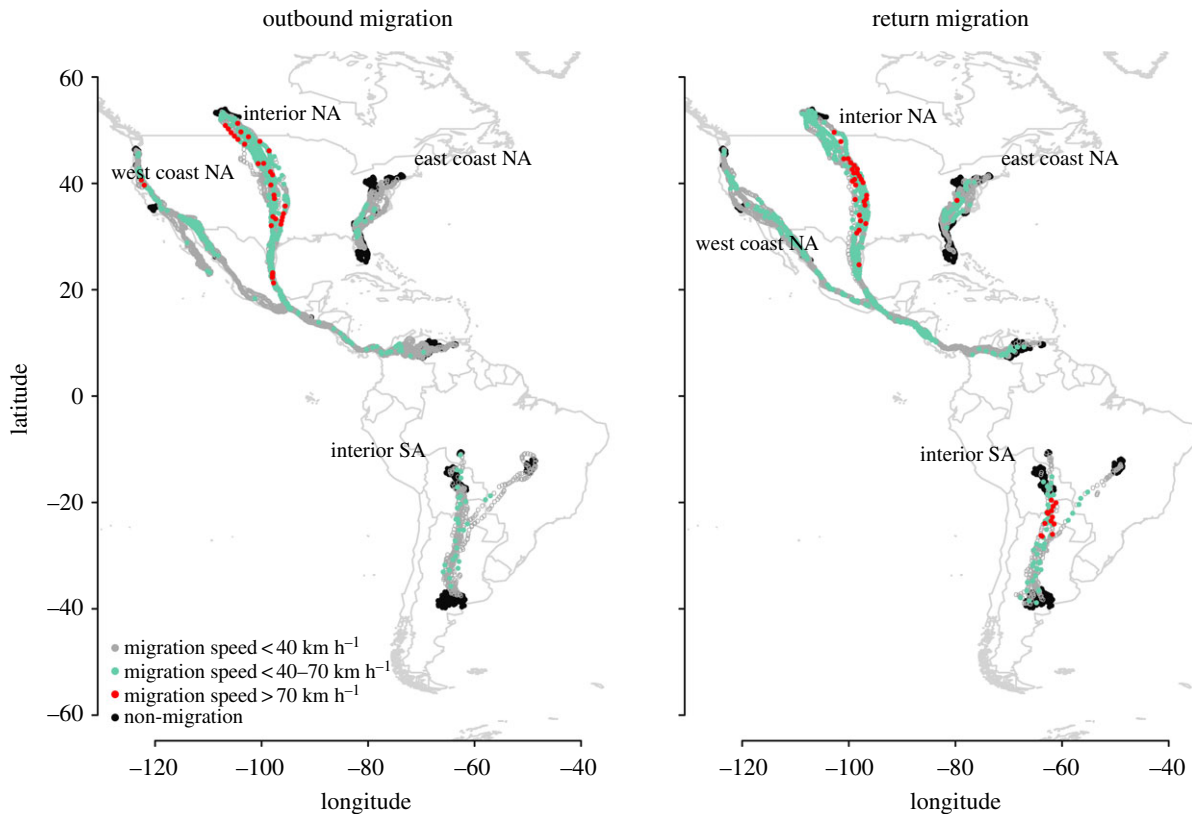 outbound migration
return migration
60
40
20
0
–20
–40
–60
latitude
interior NA
east coast NA
west coast NA
interior SA
migration speed < 40 km h⁻¹
migration speed < 40–70 km h⁻¹
migration speed > 70 km h⁻¹
non-migration
–120 –100 –80 –60 –40
longitude
interior NA
east coast NA
west coast NA
interior SA
–120 –100 –80 –60 –40
longitude